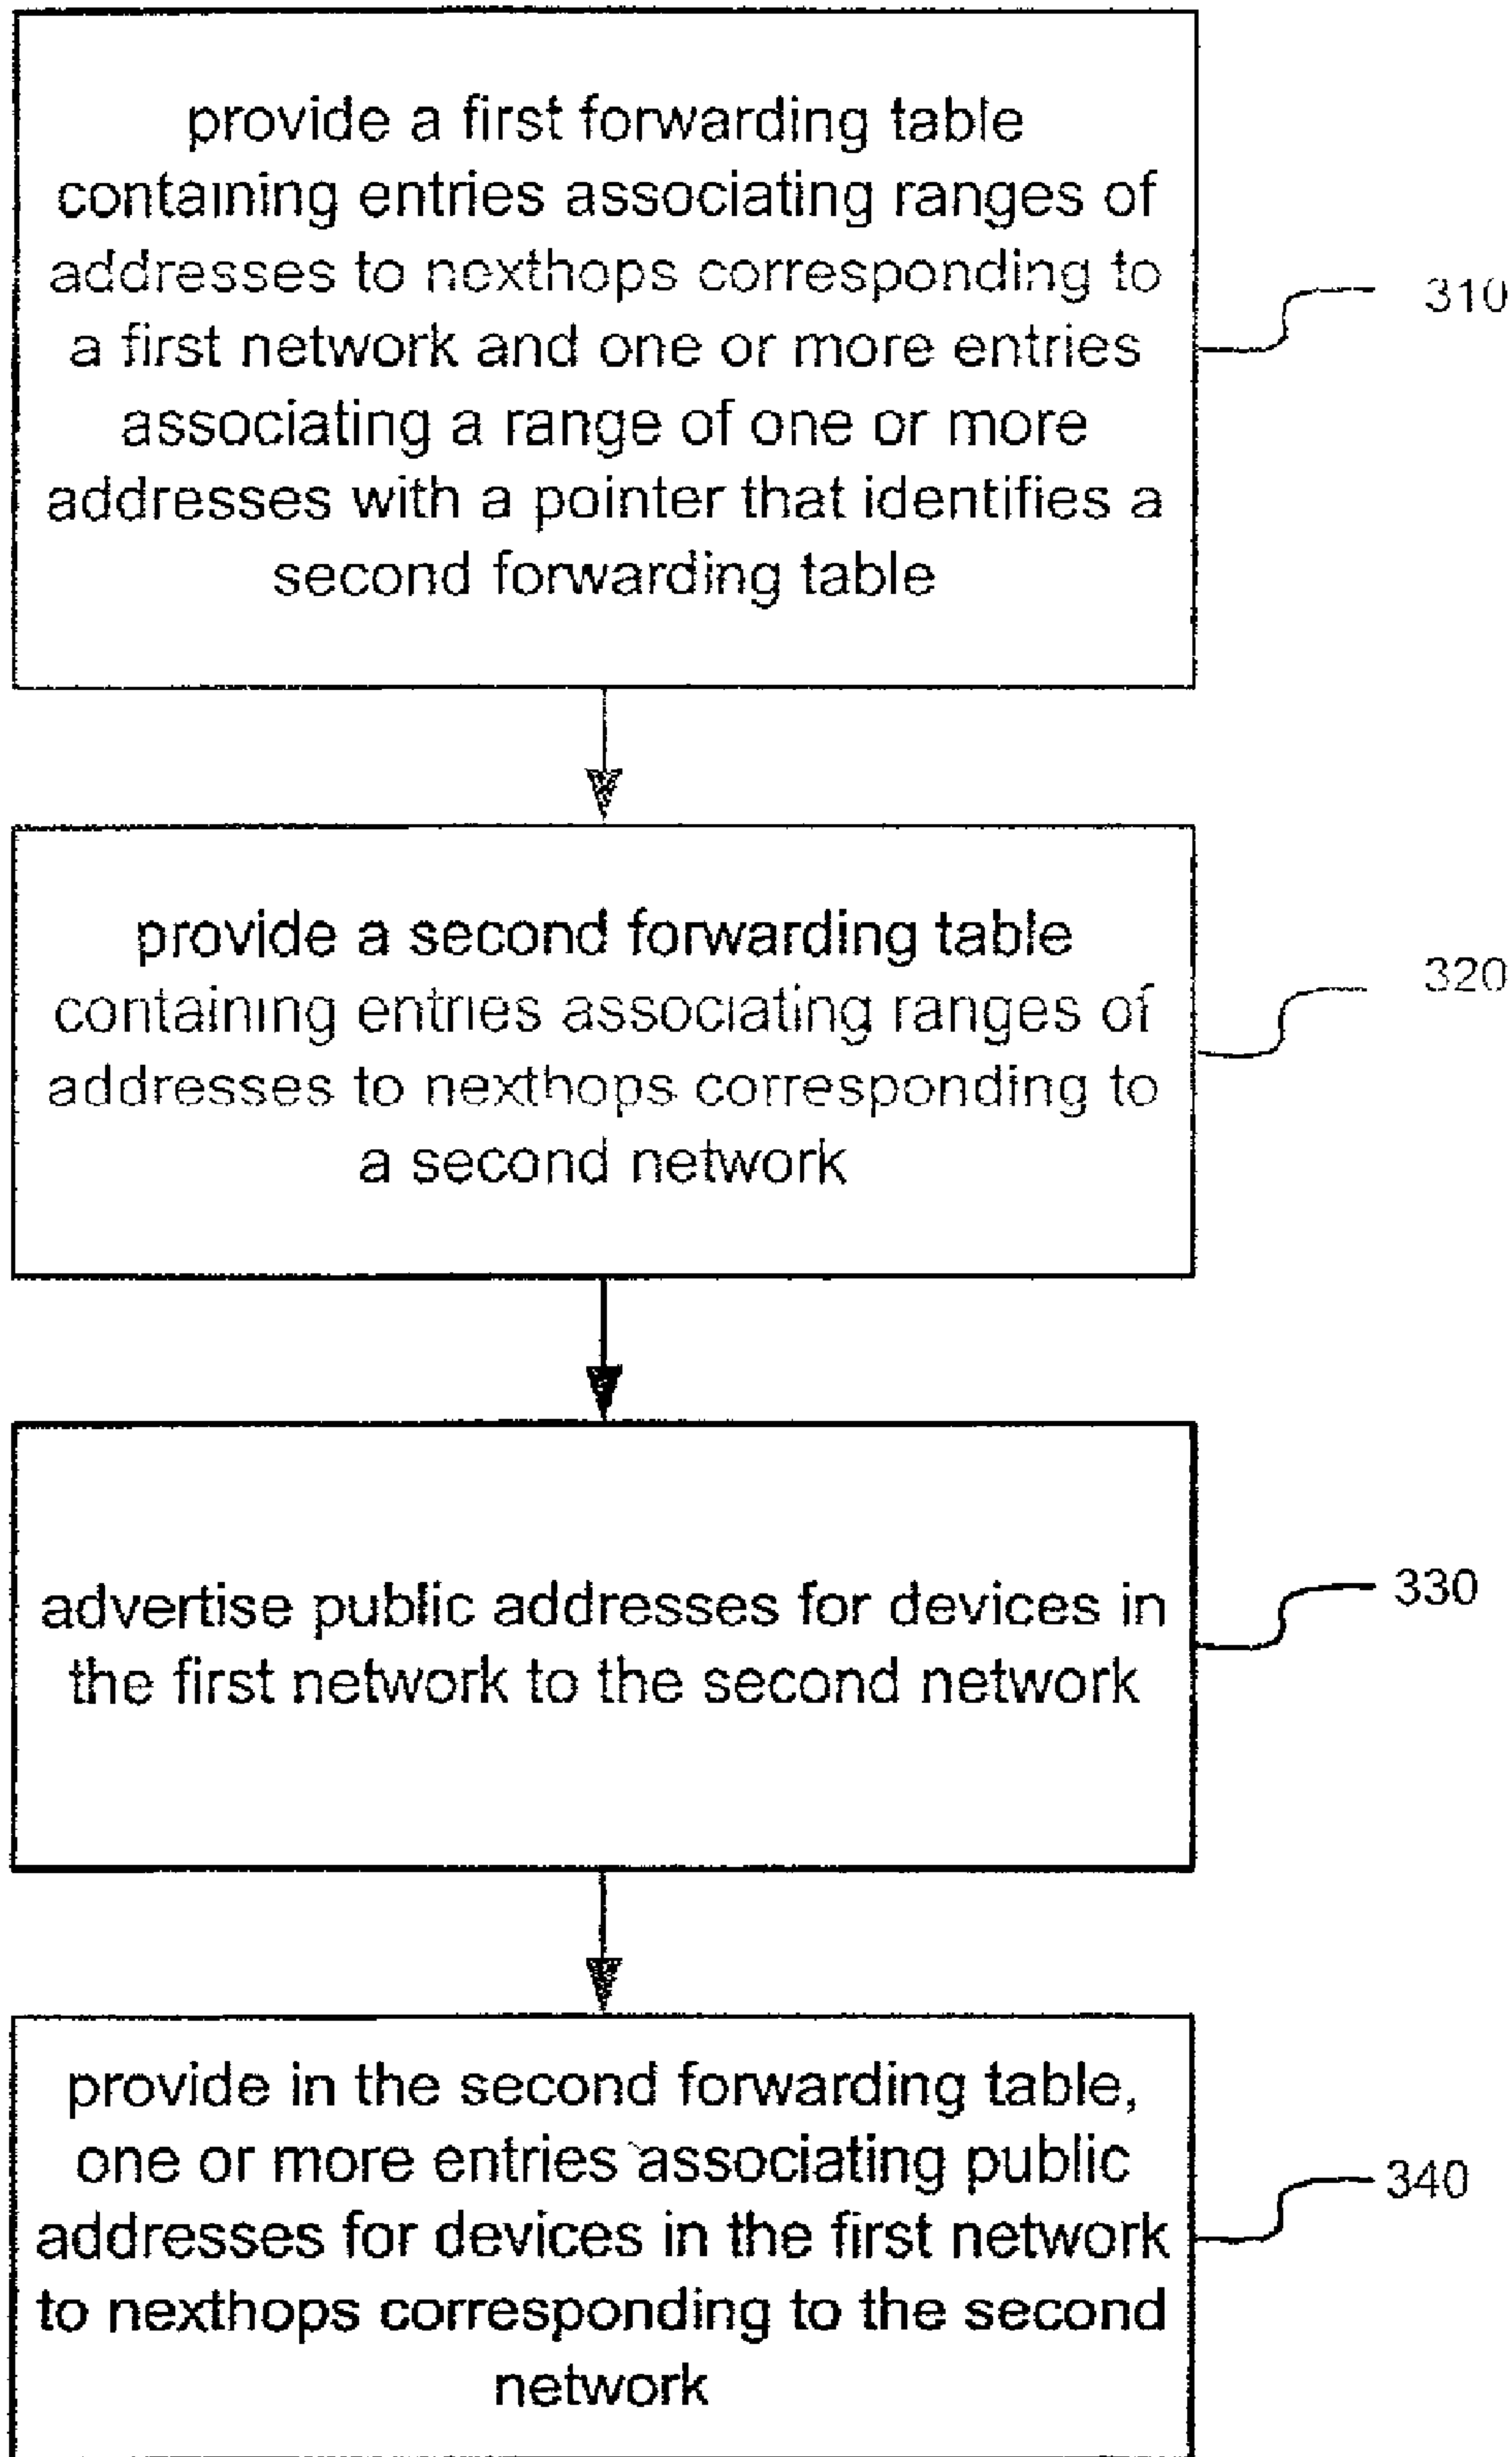 provide a first forwarding table
containing entries associating ranges of
addresses to nexthops corresponding to
a first network and one or more entries
associating a range of one or more
addresses with a pointer that identifies a
second forwarding table
310
provide a second forwarding table
containing entries associating ranges of
addresses to nexthops corresponding to
a second network
320
advertise public addresses for devices in
the first network to the second network
330
provide in the second forwarding table,
one or more entries associating public
addresses for devices in the first network
to nexthops corresponding to the second
network
340